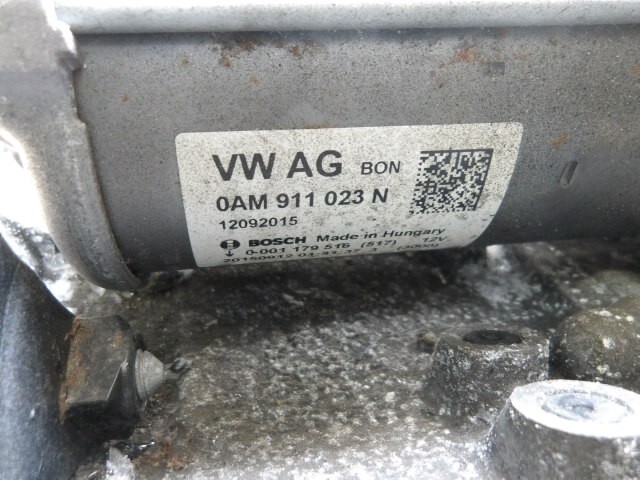 VW AG BON
0AM 911 023 N
12092015
BOSCH Made in Hungary
0-001 179 516 (517) 12V